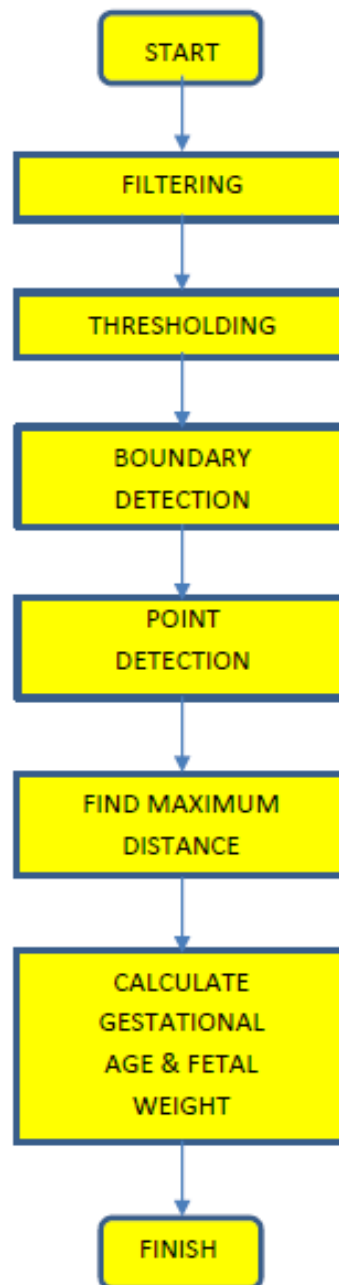 START
FILTERING
THRESHOLDING
BOUNDARY
DETECTION
POINT
DETECTION
FIND MAXIMUM
DISTANCE
CALCULATE
GESTATIONAL
AGE & FETAL
WEIGHT
FINISH